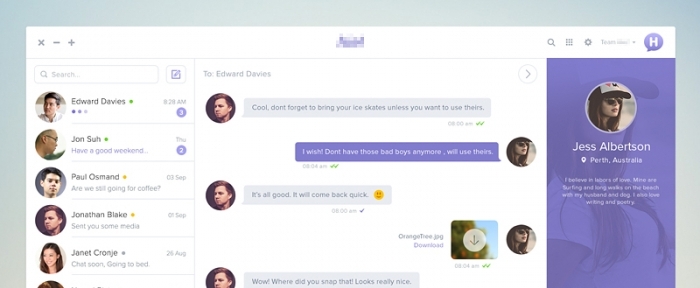 Search...
Edward Davies
8:28 AM
3
Jon Suh
Thu
Have a good weekend...
2
Paul Osmand
03 Sep
Are we still going for coffee?
Jonathan Blake
01 Sep
Sent you some media
Janet Cronje
28 Aug
Chat soon, Going to bed.
To: Edward Davies
Cool, dont forget to bring your ice skates unless you want to use theirs.
08:00 am
I wish! Dont have those bad boys anymore , will use theirs.
08:04 am
It's all good. It will come back quick.
08:00 am
OrangeTree.jpg
Download
08:04 am
Wow! Where did you snap that! Looks really nice.
H
Jess Albertson
Perth, Australia
I believe in labors of love. Mine are
Surfing and long walks on the beach
with my husband and dog. I also love
writing and poetry.